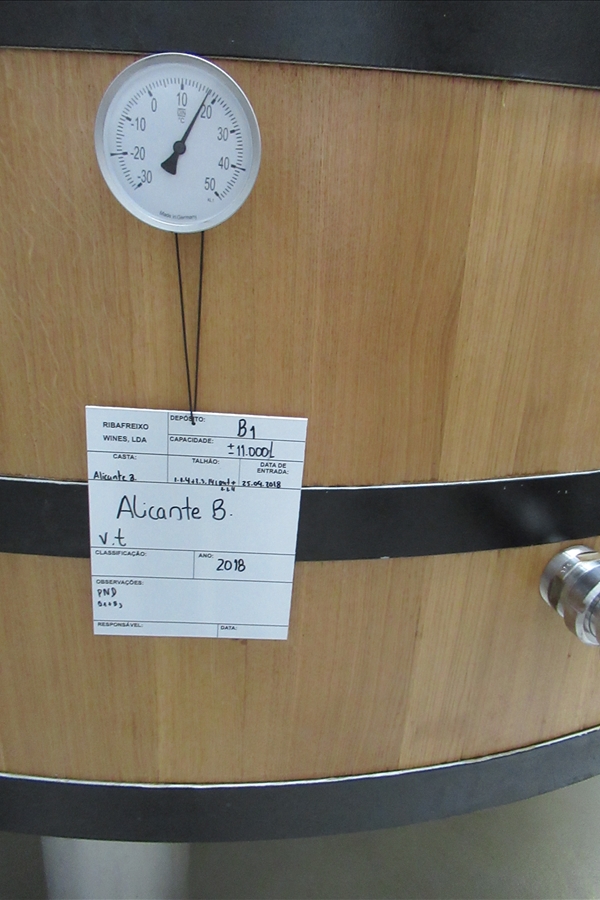 -30
-20
-10
0
10
20
30
40
50
°C
Made in Germany
RIBAFREIXO
WINES, LDA
DEPÓSITO:
B1
CAPACIDADE:
±11.000L
CASTA:
Alicante B.
TALHÃO:
DATA DE
ENTRADA:
25.04.2018
Alicante B.
v.t
CLASSIFICAÇÃO:
ANO:
2018
OBSERVAÇÕES:
PND
RESPONSÁVEL:
DATA: